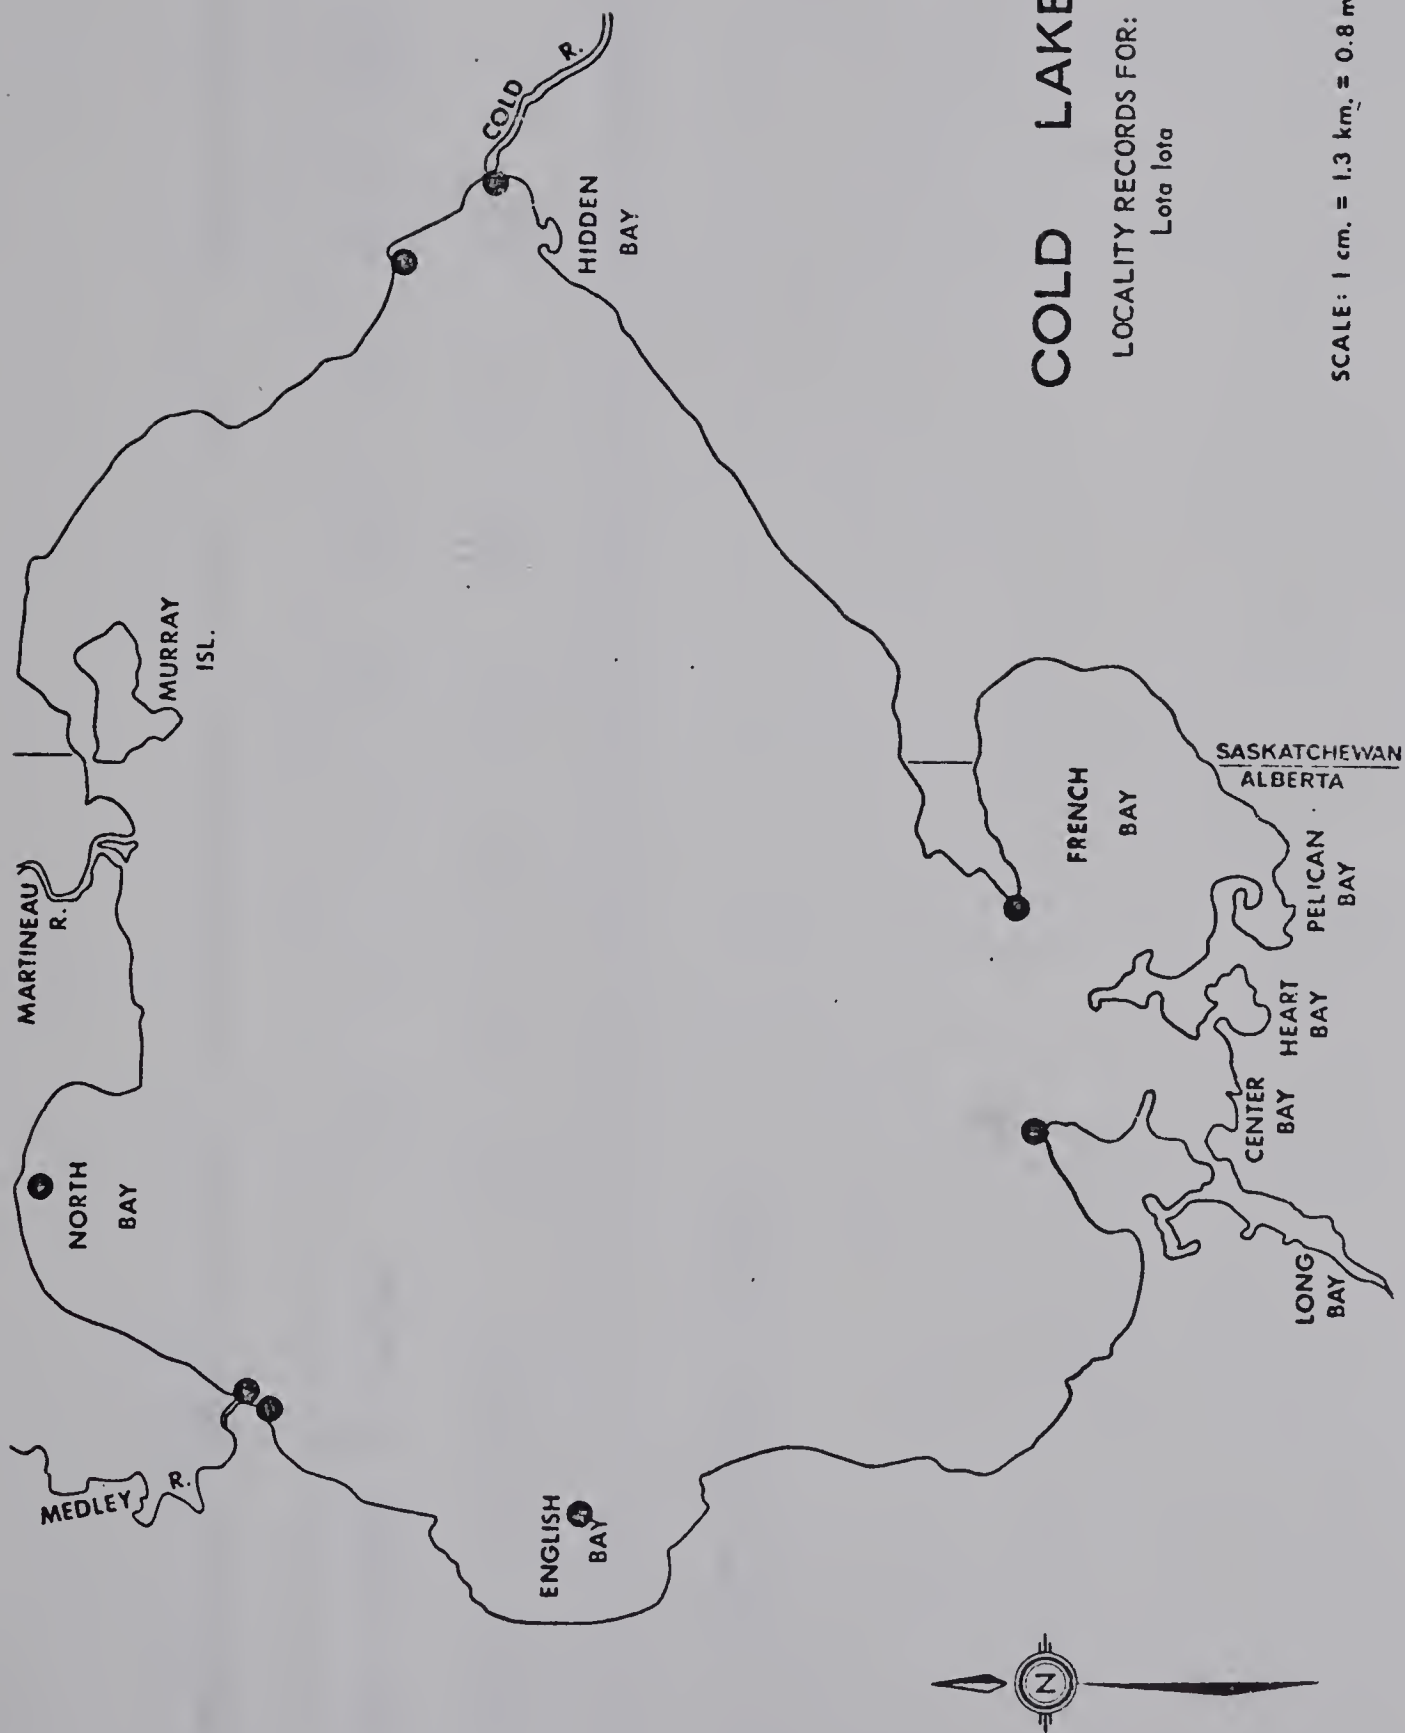 COLD LAKE
LOCALITY RECORDS FOR:
Lota lota
SCALE: 1 cm. = 1.3 km. = 0.8 m
COLD R.
HIDDEN
BAY
MURRAY
ISL.
MARTINEAU
R.
NORTH
BAY
MEDLEY R.
ENGLISH
BAY
FRENCH
BAY
SASKATCHEWAN
ALBERTA
PELICAN
BAY
HEART
BAY
CENTER
BAY
LONG
BAY
N